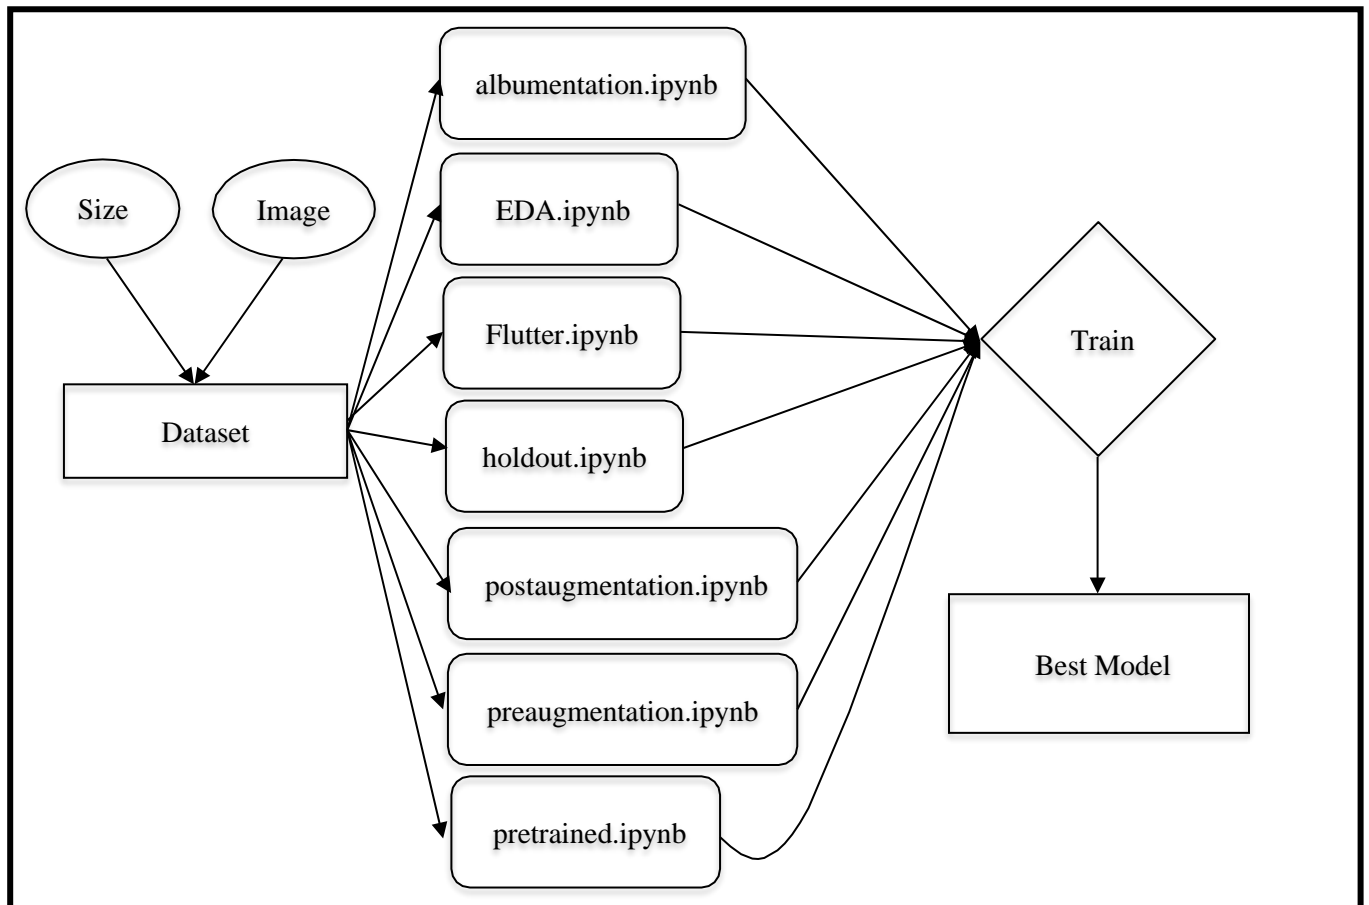 albumentation.ipynb
Size
Image
EDA.ipynb
Flutter.ipynb
Train
Dataset
holdout.ipynb
postaugmentation.ipynb
Best Model
preaugmentation.ipynb
pretrained.ipynb